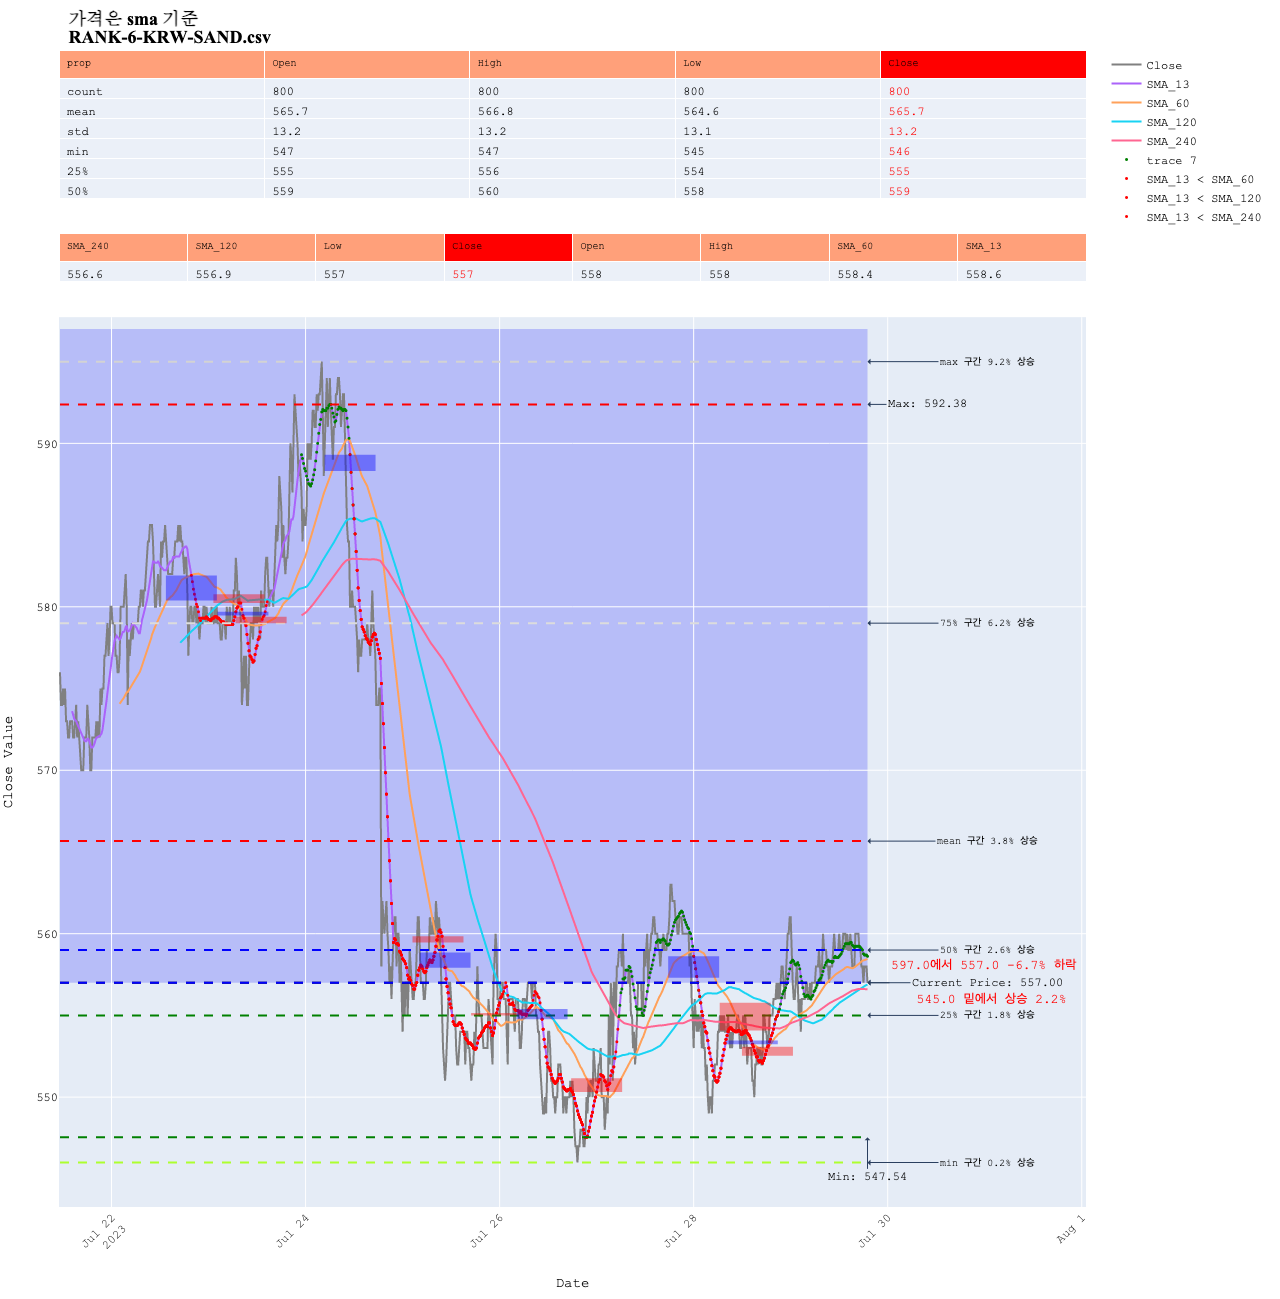 가격은 sma 기준
RANK-6-KRW-SAND.csv
prop Open High Low Close
count 800 800 800 800
mean 565.7 566.8 564.6 565.7
std 13.2 13.2 13.1 13.2
min 547 547 545 546
25% 555 556 554 555
50% 559 560 558 559
SMA_240 SMA_120 Low Close Open High SMA_60 SMA_13
556.6 556.9 557 557 558 558 558.4 558.6
Close
SMA_13
SMA_60
SMA_120
SMA_240
trace 7
SMA_13 < SMA_60
SMA_13 < SMA_120
SMA_13 < SMA_240
max 구간 9.2% 상승
Max: 592.38
590
580
75% 구간 6.2% 상승
570
mean 구간 3.8% 상승
560
50% 구간 2.6% 상승
597.0에서 557.0 -6.7% 하락
Current Price: 557.00
545.0 밑에서 상승 2.2%
25% 구간 1.8% 상승
550
min 구간 0.2% 상승
Min: 547.54
Close Value
Jul 22
2023
Jul 24
Jul 26
Jul 28
Jul 30
Aug 1
Date